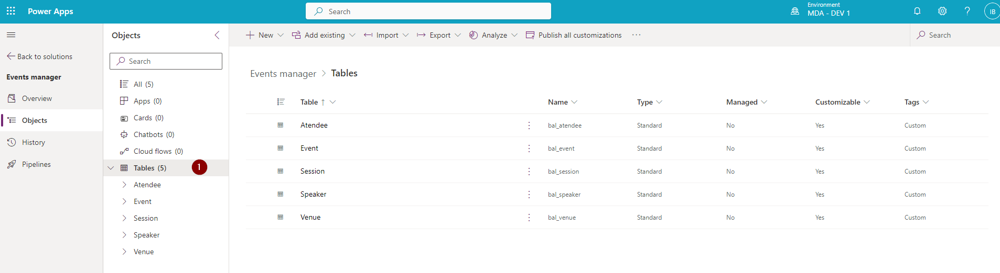 Power Apps
Search
Environment
MDA - DEV 1
?
IB
Back to solutions
Events manager
Overview
Objects
History
Pipelines
Objects
Search
All (5)
Apps (0)
Cards (0)
Chatbots (0)
Cloud flows (0)
Tables (5)
1
Atendee
Event
Session
Speaker
Venue
New Add existing Import Export Analyze Publish all customizations ...
Search
Events manager > Tables
Table ↑ Name Type Managed Customizable Tags
Atendee bal_atendee Standard No Yes Custom
Event bal_event Standard No Yes Custom
Session bal_session Standard No Yes Custom
Speaker bal_speaker Standard No Yes Custom
Venue bal_venue Standard No Yes Custom